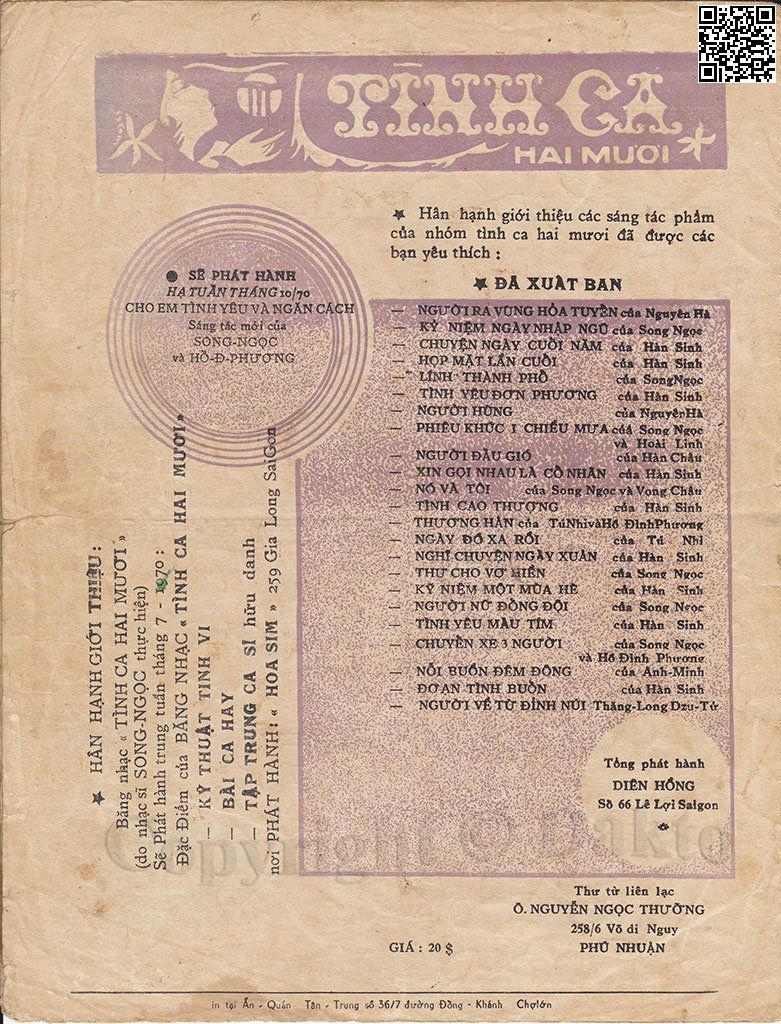 TÌNH CA
HAI MƯƠI
★ Hân hạnh giới thiệu các sáng tác phẩm
của nhóm tình ca hai mươi đã được các
bạn yêu thích :
● SẼ PHÁT HÀNH
HẠ TUẦN THÁNG 10/70
CHO EM TÌNH YÊU VÀ NGĂN CÁCH
Sáng tác mới của
SONG-NGỌC
và HỒ-Đ-PHƯƠNG
★ ĐÃ XUẤT BẢN
— NGƯỜI RA VÙNG HỎA TUYẾN của Nguyên Hà
— KỶ NIỆM NGÀY NHẬP NGŨ của Song Ngọc
— CHUYỆN NGÀY CUỐI NĂM của Hàn Sinh
— HỌP MẶT LẦN CUỐI của Hàn Sinh
— LÍNH THÀNH PHỐ của SongNgọc
— TÌNH YÊU ĐƠN PHƯƠNG của Hàn Sinh
— NGƯỜI HÙNG của NguyênHà
— PHIÊU KHÚC I CHIỀU MƯA của Song Ngọc
và Hoài Linh
— NGƯỜI ĐẦU GIÓ của Hàn Châu
— XIN GỌI NHAU LÀ CỐ NHÂN của Hàn Sinh
— NÓ VÀ TÔI của Song Ngọc và Vọng Châu
— TÌNH CAO THƯỢNG của Hàn Sinh
— THƯƠNG HẬN của TúNhivàHồ ĐìnhPhương
— NGÀY ĐÓ XA RỒI của Tú Nhi
— NGHĨ CHUYỆN NGÀY XUÂN của Hàn Sinh
— THƯ CHO VỢ HIỀN của Song Ngọc
— KỶ NIỆM MỘT MÙA HÈ của Hàn Sinh
— NGƯỜI NỮ ĐỒNG ĐỘI của Song Ngọc
— TÌNH YÊU MÀU TÍM của Hàn Sinh
— CHUYẾN XE 3 NGƯỜI của Song Ngọc
và Hồ Đình Phương
— NỖI BUỒN ĐÊM ĐÔNG của Anh-Minh
— ĐOẠN TÌNH BUỒN của Hàn Sinh
— NGƯỜI VỀ TỪ ĐỈNH NÚI Thăng-Long Dzu-Tử
★ HÂN HẠNH GIỚI THIỆU :
Băng nhạc « TÌNH CA HAI MƯƠI »
(do nhạc sĩ SONG-NGỌC thực hiện)
Sẽ Phát hành trung tuần tháng 7 - 1970 :
Đặc Điểm của BĂNG NHẠC « TÌNH CA HAI MƯƠI »
— KỸ THUẬT TINH VI
— BÀI CA HAY
— TẬP TRUNG CA SĨ hữu danh
nơi PHÁT HÀNH: « HOA SIM » 259 Gia Long SaiGon
Tổng phát hành
DIÊN HỒNG
Số 66 Lê Lợi Saigon
Copyright © Dakto
Thư từ liên lạc
Ô. NGUYỄN NGỌC THƯỜNG
258/6 Võ di Nguy
PHÚ NHUẬN
GIÁ : 20 $
in tại Ấn - Quán Tân - Trung số 36/7 đường Đồng - Khánh Chợlớn